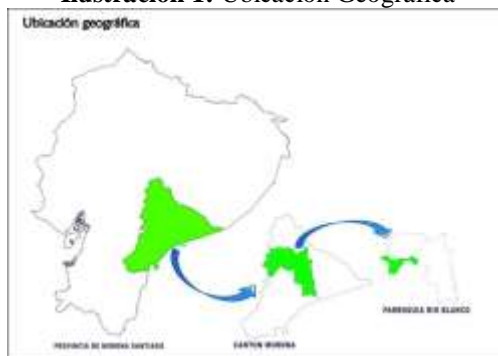 Ilustración 1. Ubicación Geográfica
Ubicación geográfica
PROVINCIA DE MORONA SANTIAGO
CANTON MORONA
PARROQUIA RIO BLANCO